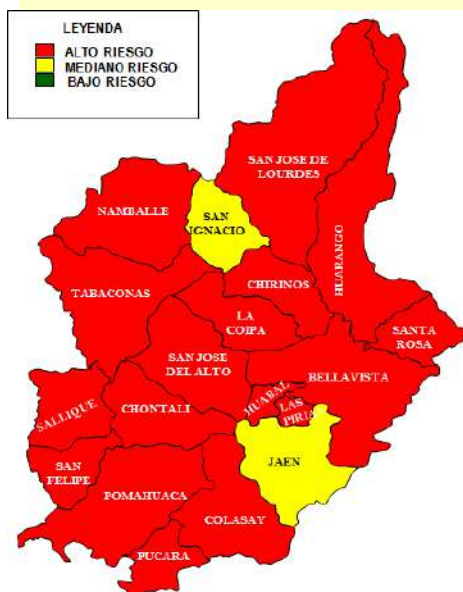 LEYENDA
ALTO RIESGO
MEDIANO RIESGO
BAJO RIESGO
SAN JOSE DE
LOURDES
NAMBALLE
SAN
IGNACIO
HUARANGO
TABACONAS
CHIRINOS
LA
COIPA
SANTA
ROSA
SAN JOSE
DEL ALTO
BELLAVISTA
HUABAL
LAS
PIRIAS
SALLIQUE
CHONTALI
JAEN
SAN
FELIPE
POMAHUACA
COLASAY
PUCARA